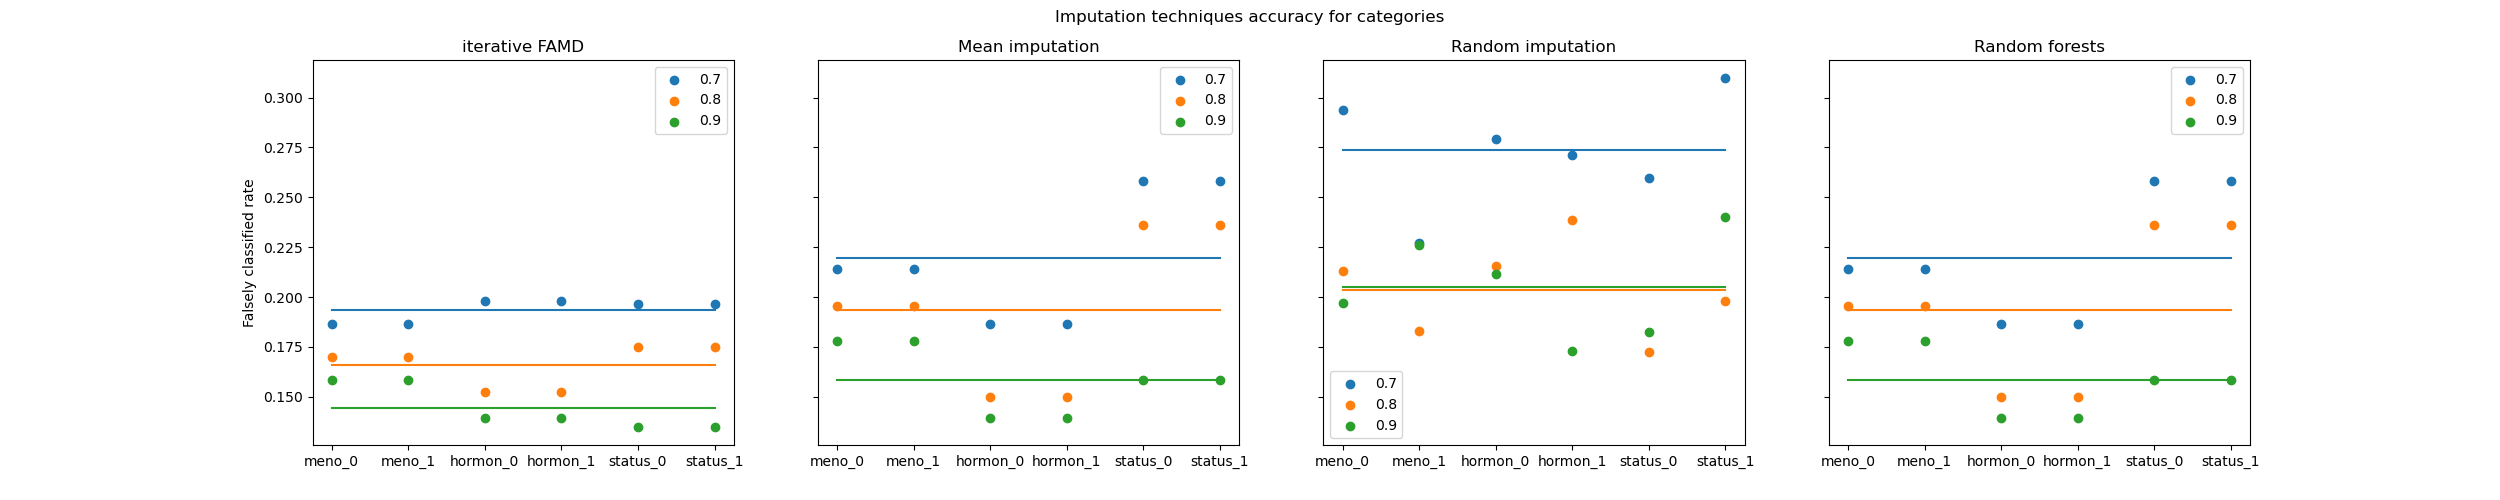 Imputation techniques accuracy for categories
iterative FAMD
Mean imputation
Random imputation
Random forests
Falsely classified rate
0.300
0.275
0.250
0.225
0.200
0.175
0.150
0.7
0.8
0.9
meno_0 meno_1 hormon_0 hormon_1 status_0 status_1
0.7
0.8
0.9
meno_0 meno_1 hormon_0 hormon_1 status_0 status_1
0.7
0.8
0.9
meno_0 meno_1 hormon_0 hormon_1 status_0 status_1
0.7
0.8
0.9
meno_0 meno_1 hormon_0 hormon_1 status_0 status_1